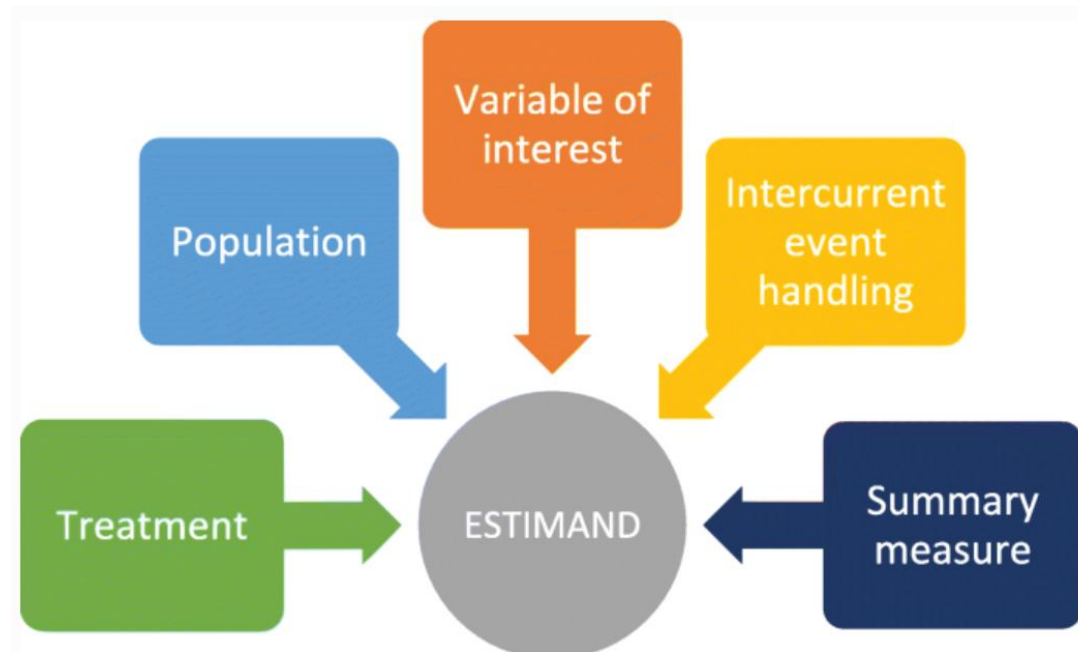 Variable of
interest
Population
Intercurrent
event
handling
Treatment
ESTIMAND
Summary
measure